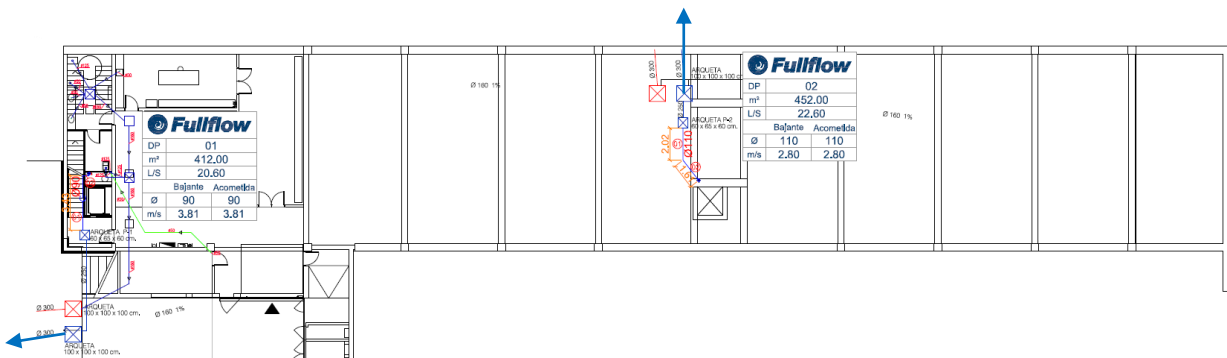 Fullflow
DP 01
m² 412.00
L/S 20.60
Bajante Acometida
Ø 90 90
m/s 3.81 3.81
Fullflow
DP 02
m² 452.00
L/S 22.60
Bajante Acometida
Ø 110 110
m/s 2.80 2.80
Ø 160 1%
Ø 300
Ø 300
ARQUETA
100 x 100 x 100 cm.
Ø 250
ARQUETA P-2
60 x 65 x 60 cm.
2.02
Ø110
Ø 160 1%
Ø90
ARQUETA P-1
60 x 65 x 60 cm.
Ø 250
Ø 300
ARQUETA
100 x 100 x 100 cm.
Ø 160 1%
Ø 300
ARQUETA
100 x 100 x 100 cm.